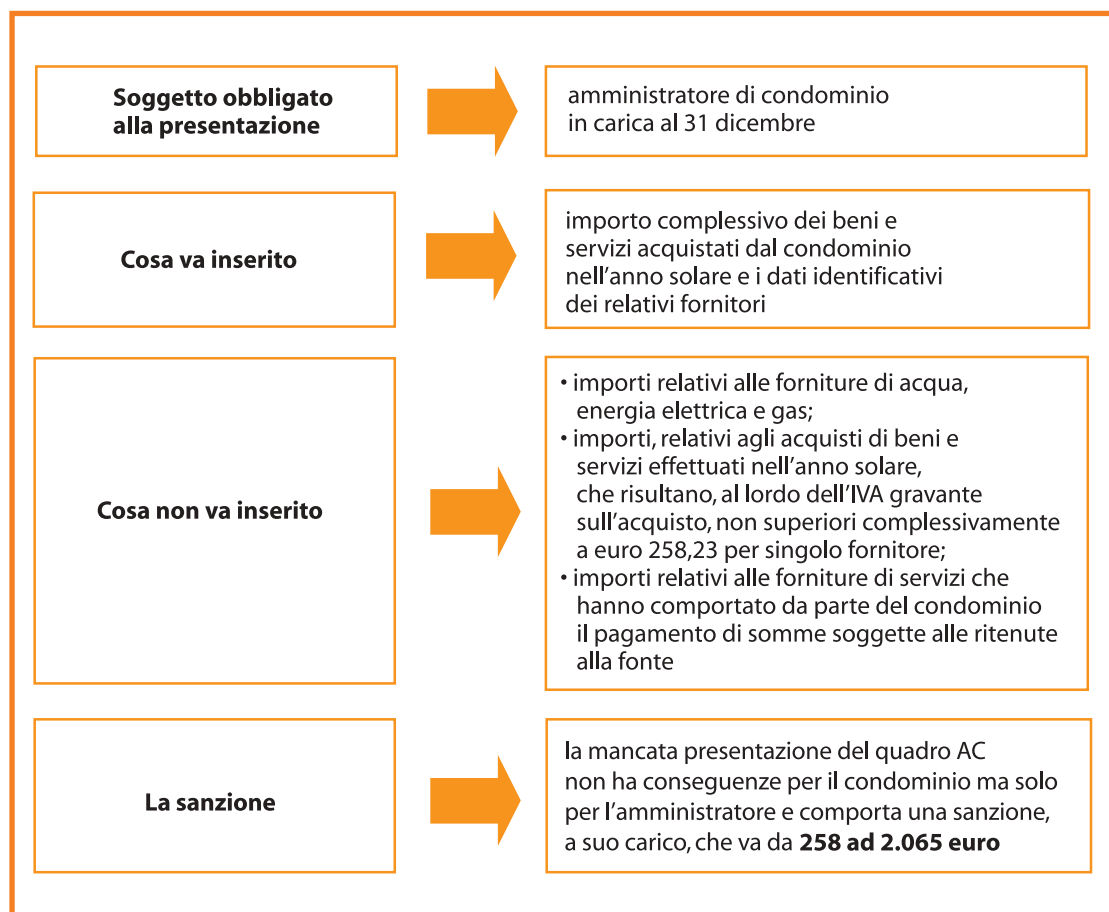 Soggetto obbligato
alla presentazione
amministratore di condominio
in carica al 31 dicembre
Cosa va inserito
importo complessivo dei beni e
servizi acquistati dal condominio
nell'anno solare e i dati identificativi
dei relativi fornitori
Cosa non va inserito
• importi relativi alle forniture di acqua,
energia elettrica e gas;
• importi, relativi agli acquisti di beni e
servizi effettuati nell'anno solare,
che risultano, al lordo dell'IVA gravante
sull'acquisto, non superiori complessivamente
a euro 258,23 per singolo fornitore;
• importi relativi alle forniture di servizi che
hanno comportato da parte del condominio
il pagamento di somme soggette alle ritenute
alla fonte
La sanzione
la mancata presentazione del quadro AC
non ha conseguenze per il condominio ma solo
per l'amministratore e comporta una sanzione,
a suo carico, che va da 258 ad 2.065 euro